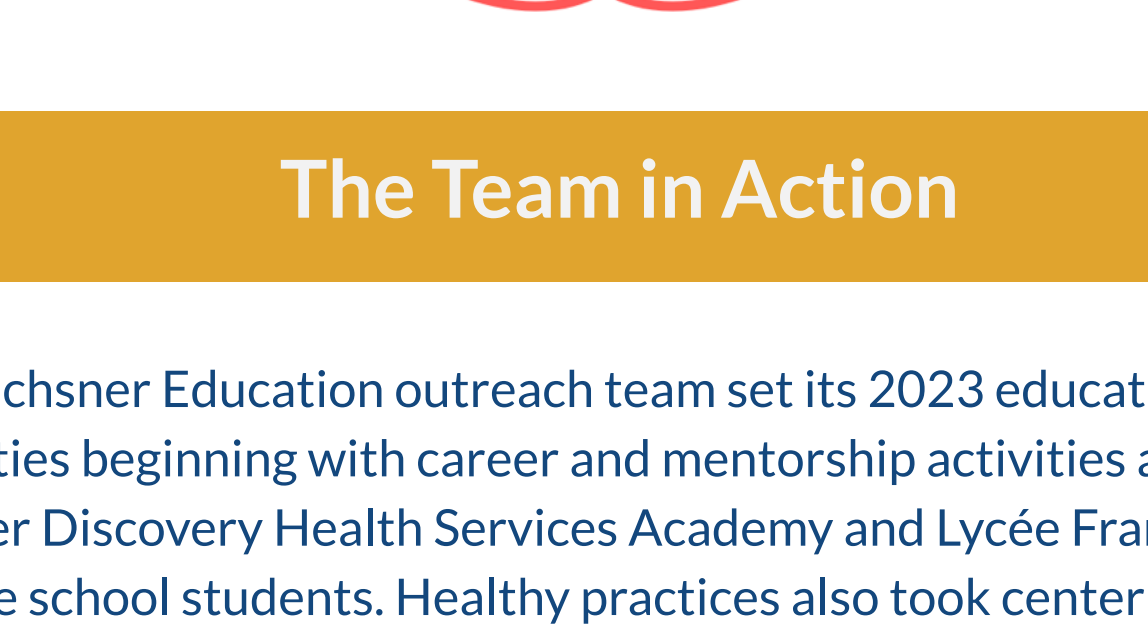 The Team in Action
chsner Education outreach team set its 2023 educat
ties beginning with career and mentorship activities a
er Discovery Health Services Academy and Lycée Fra
e school students. Healthy practices also took center